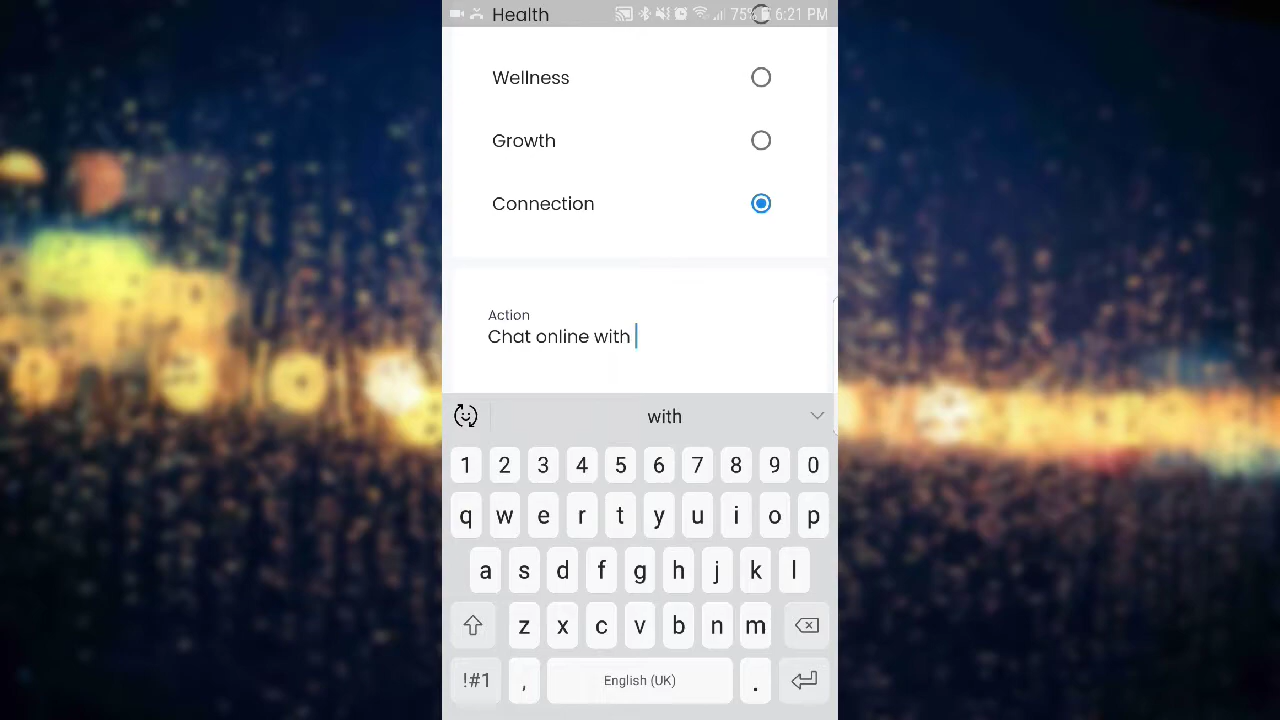 Health 75% 6:21 PM
Wellness
Growth
Connection
Action
Chat online with
with
1 2 3 4 5 6 7 8 9 0
q w e r t y u i o p
a s d f g h j k l
z x c v b n m
!#1 , English (UK) .